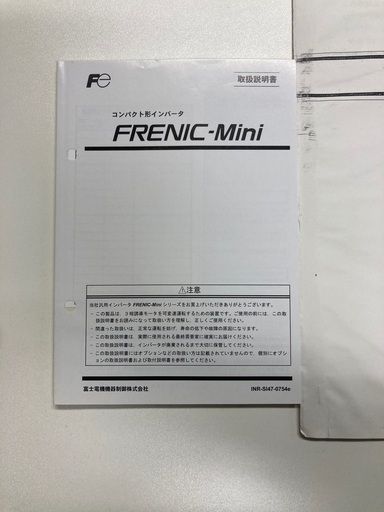 Fe
取扱説明書
コンパクト形インバータ
FRENIC-Mini
⚠注意
当社汎用インバータ FRENIC-Mini シリーズをお買上げいただきありがとうございます。
・この製品は、3相誘導モータを可変速運転するための装置です。ご使用の前には、この取
扱説明書をお読みになって取扱い方を理解し、正しくご使用ください。
・間違った取扱いは、正常な運転を妨げ、寿命の低下や故障の原因になります。
・この取扱説明書は、実際に使用される最終需要家に確実にお届けください。
・この取扱説明書は、インバータが廃棄されるまで大切に保管してください。
・この取扱説明書にはオプションなどの取扱い方は記載されていませんので、個別にオプショ
ンの取扱説明書および取付説明書を参照してください。
富士電機機器制御株式会社
INR-SI47-0754e